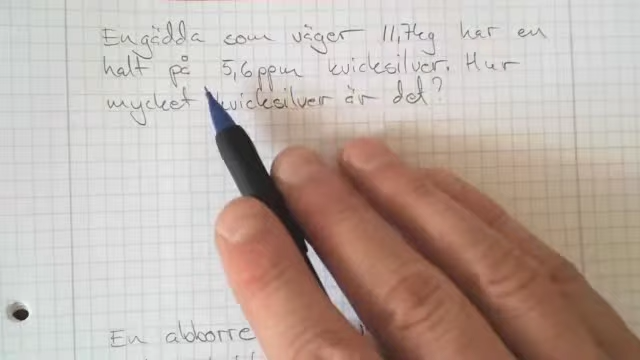 En gädda som väger 11,7kg har en
halt på 5,6ppm kvicksilver. Hur
mycket kvicksilver är det?
En abborre